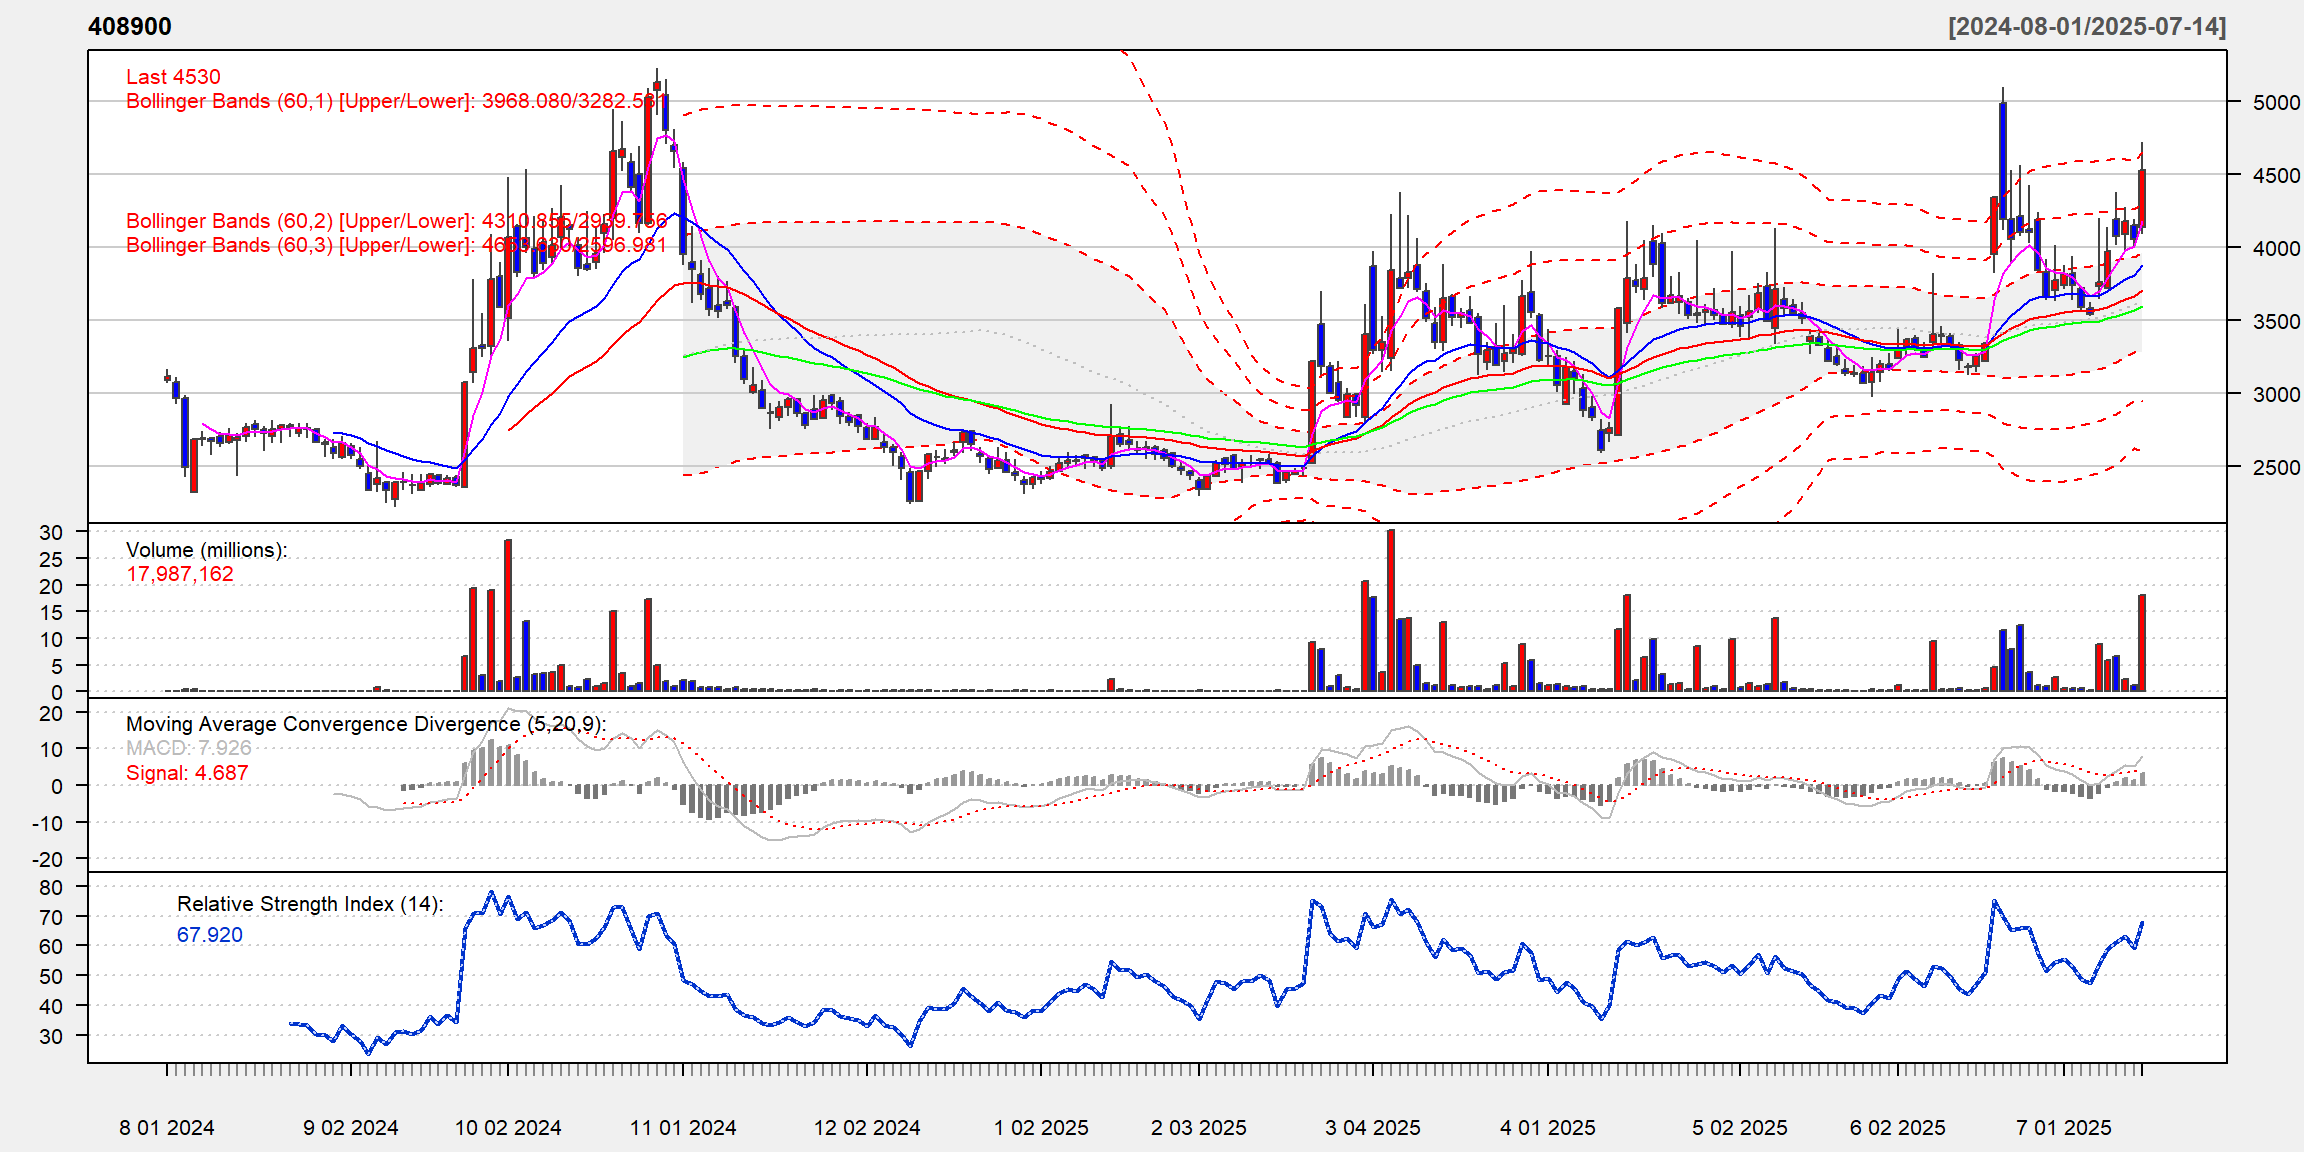 408900
[2024-08-01/2025-07-14]
Last 4530
Bollinger Bands (60,1) [Upper/Lower]: 3968.080/3282.531
Bollinger Bands (60,2) [Upper/Lower]: 4310.855/2939.756
Bollinger Bands (60,3) [Upper/Lower]: 4653.630/2596.981
5000
4500
4000
3500
3000
2500
Volume (millions):
17,987,162
30
25
20
15
10
5
0
Moving Average Convergence Divergence (5,20,9):
MACD: 7.926
Signal: 4.687
20
10
0
-10
-20
Relative Strength Index (14):
67.920
80
70
60
50
40
30
8 01 2024
9 02 2024
10 02 2024
11 01 2024
12 02 2024
1 02 2025
2 03 2025
3 04 2025
4 01 2025
5 02 2025
6 02 2025
7 01 2025